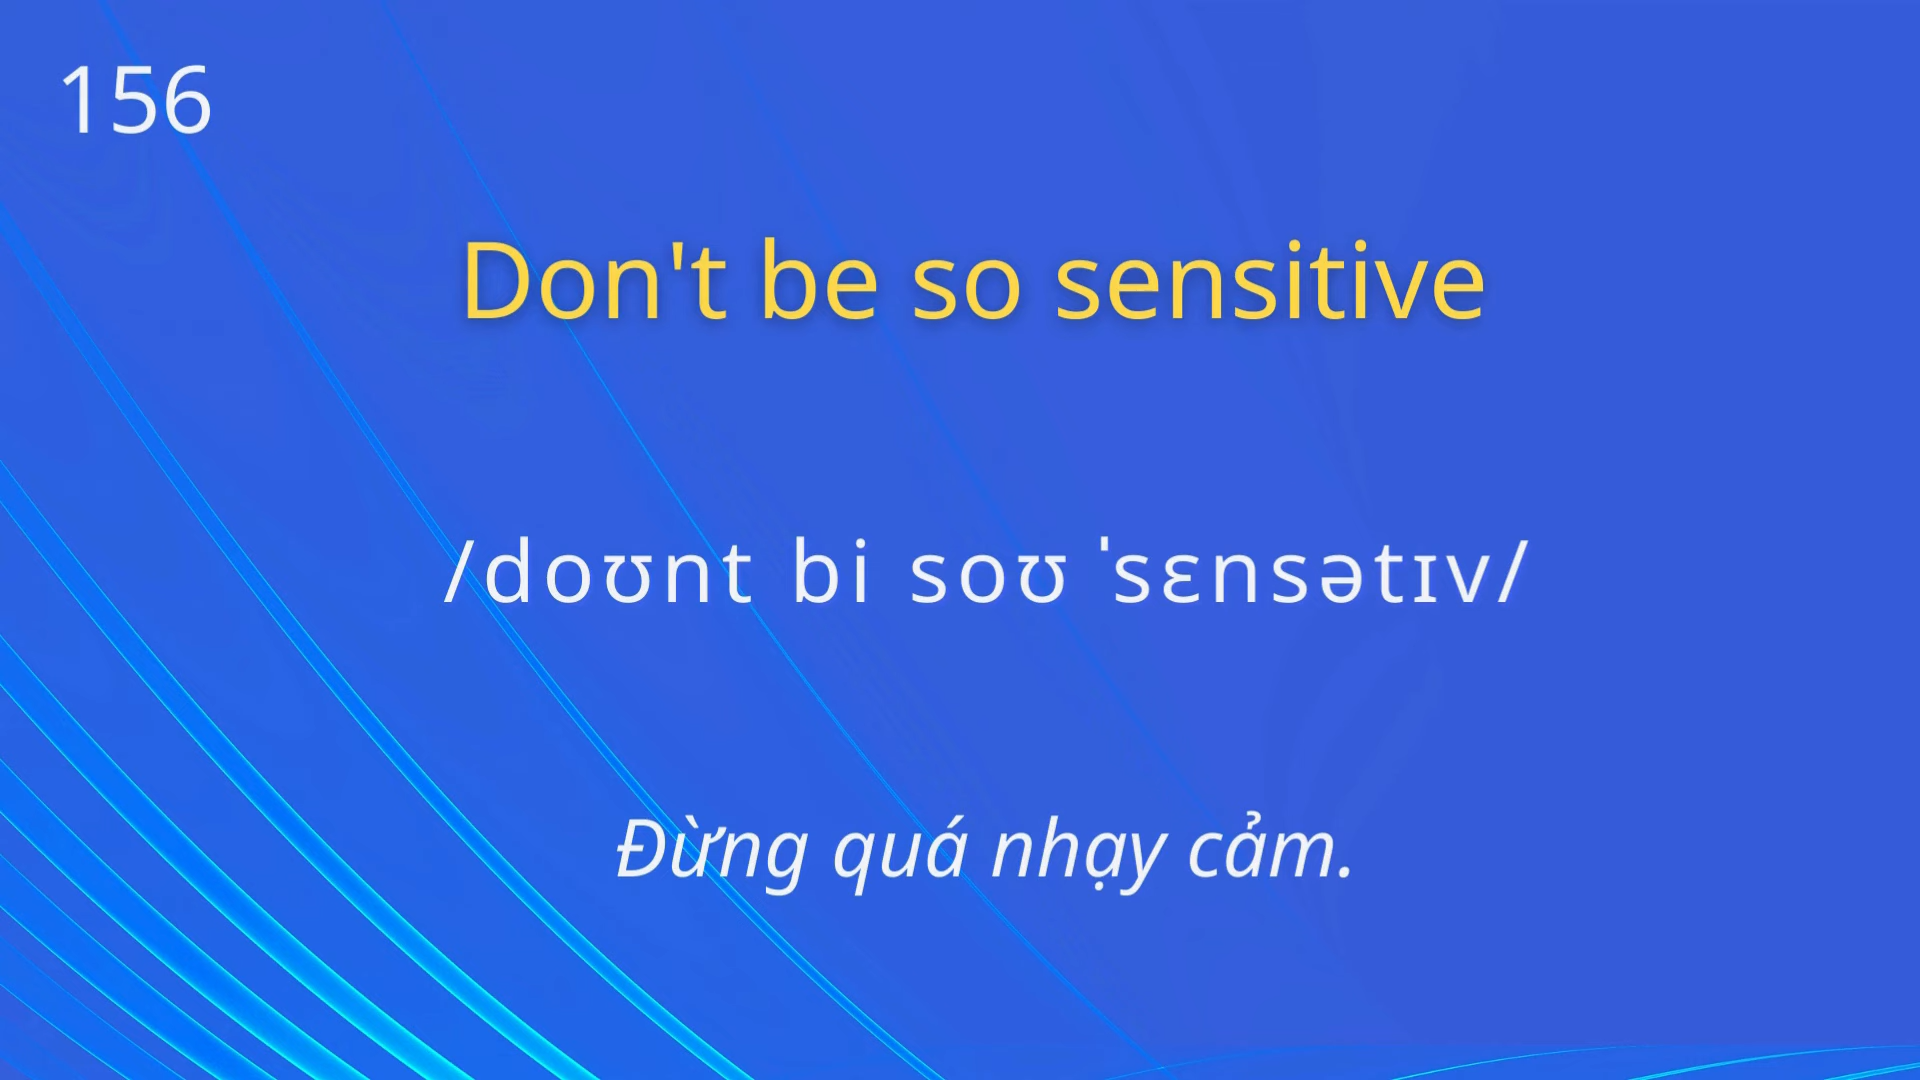 156
Don't be so sensitive
/doʊnt bi soʊ ˈsɛnsətɪv/
Đừng quá nhạy cảm.